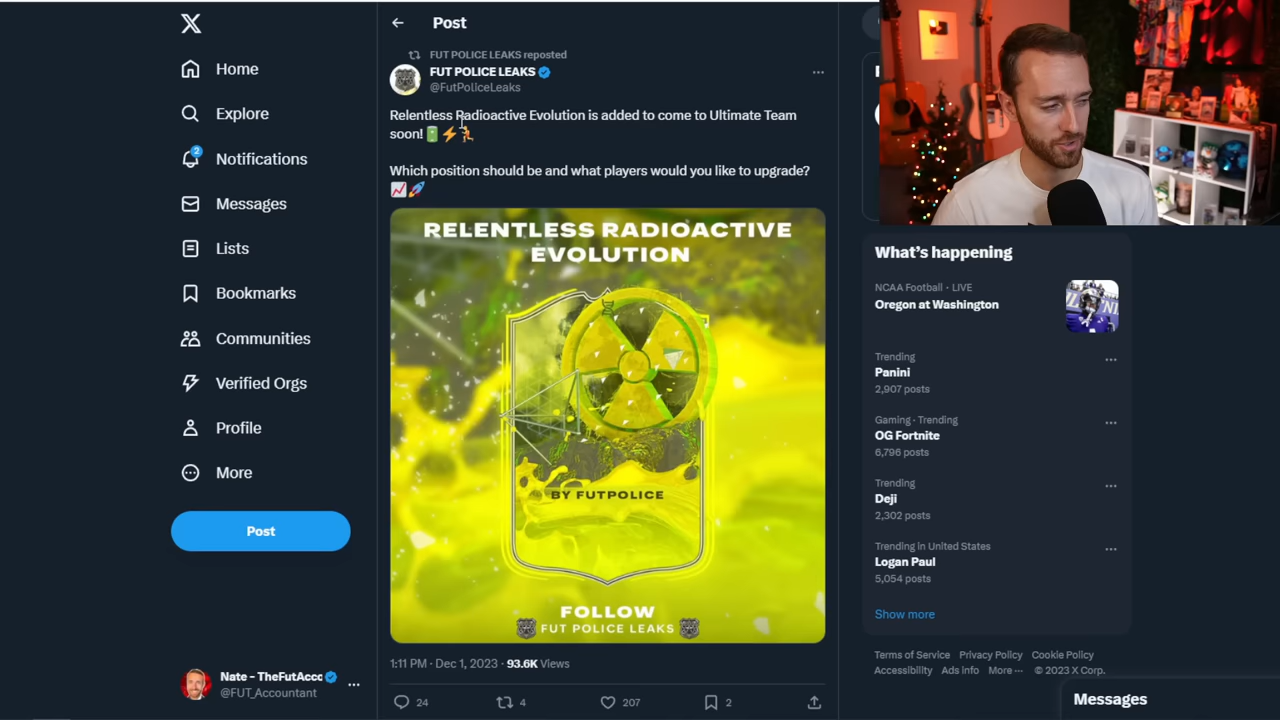 Home
Explore
2
Notifications
Messages
Lists
Bookmarks
Communities
Verified Orgs
Profile
More
Post
Nate - TheFutAcc
@FUT_Accountant
Post
FUT POLICE LEAKS reposted
FUT POLICE LEAKS
@FutPoliceLeaks
Relentless Radioactive Evolution is added to come to Ultimate Team
soon! 🔋⚡🏃
Which position should be and what players would you like to upgrade?
📈🚀
RELENTLESS RADIOACTIVE
EVOLUTION
BY FUTPOLICE
FOLLOW
FUT POLICE LEAKS
1:11 PM · Dec 1, 2023 · 93.6K Views
24
4
207
2
What's happening
NCAA Football · LIVE
Oregon at Washington
Trending
Panini
2,907 posts
Gaming · Trending
OG Fortnite
6,796 posts
Trending
Deji
2,302 posts
Trending in United States
Logan Paul
5,054 posts
Show more
Terms of Service Privacy Policy Cookie Policy
Accessibility Ads info More ··· © 2023 X Corp.
Messages